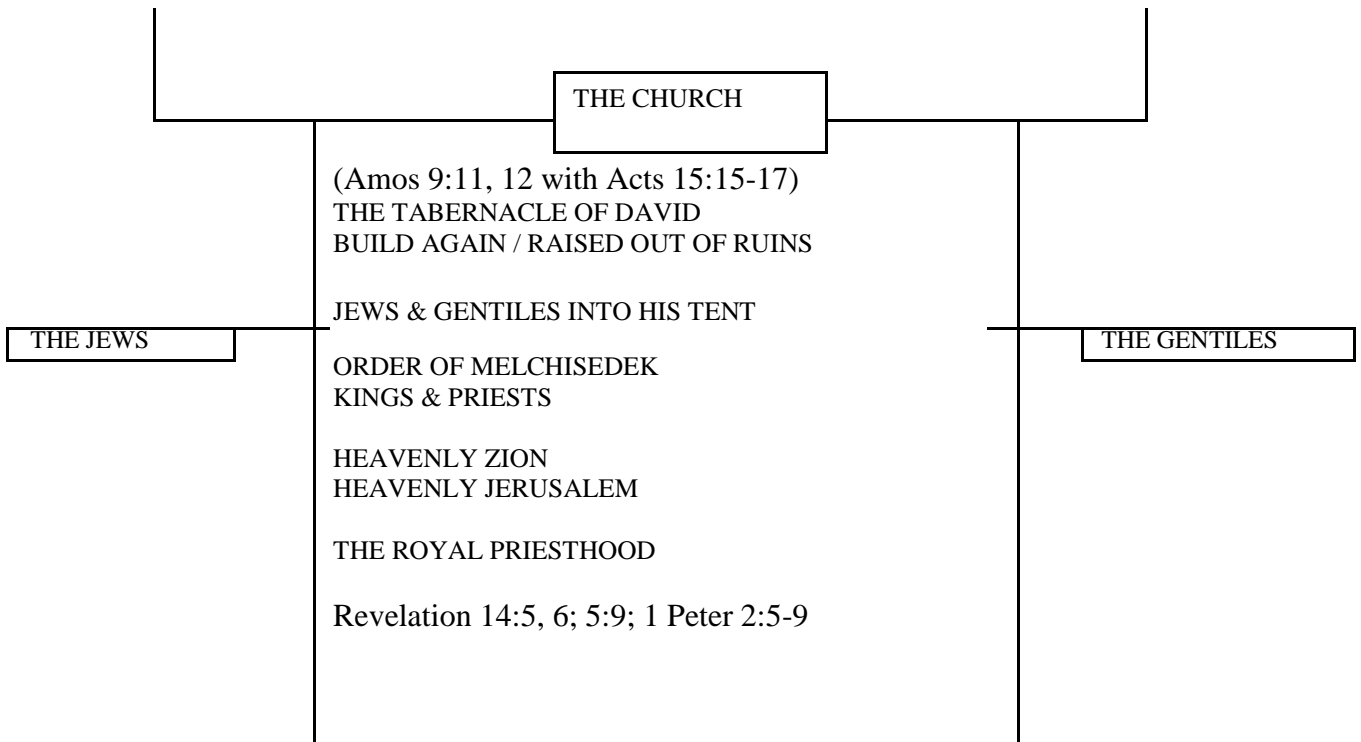 THE CHURCH
(Amos 9:11, 12 with Acts 15:15-17)
THE TABERNACLE OF DAVID
BUILD AGAIN / RAISED OUT OF RUINS
JEWS & GENTILES INTO HIS TENT
THE JEWS
THE GENTILES
ORDER OF MELCHISEDEK
KINGS & PRIESTS
HEAVENLY ZION
HEAVENLY JERUSALEM
THE ROYAL PRIESTHOOD
Revelation 14:5, 6; 5:9; 1 Peter 2:5-9